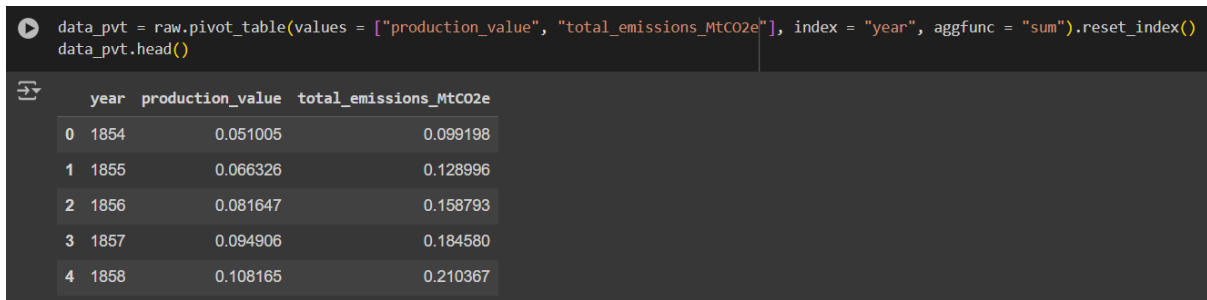 data_pvt = raw.pivot_table(values = ["production_value", "total_emissions_MtCO2e"], index = "year", aggfunc = "sum").reset_index()
data_pvt.head()
year production_value total_emissions_MtCO2e
0 1854 0.051005 0.099198
1 1855 0.066326 0.128996
2 1856 0.081647 0.158793
3 1857 0.094906 0.184580
4 1858 0.108165 0.210367